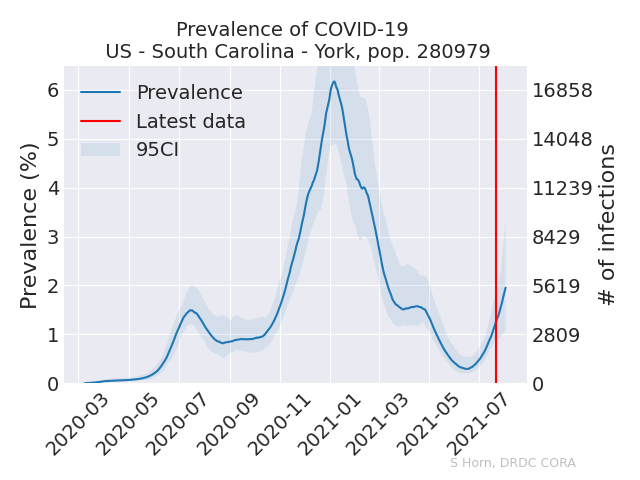 Prevalence of COVID-19
US - South Carolina - York, pop. 280979
Prevalence
Latest data
95CI
Prevalence (%)
6
5
4
3
2
1
0
16858
14048
11239
8429
5619
2809
0
# of infections
2020-03
2020-05
2020-07
2020-09
2020-11
2021-01
2021-03
2021-05
2021-07
S Horn, DRDC CORA